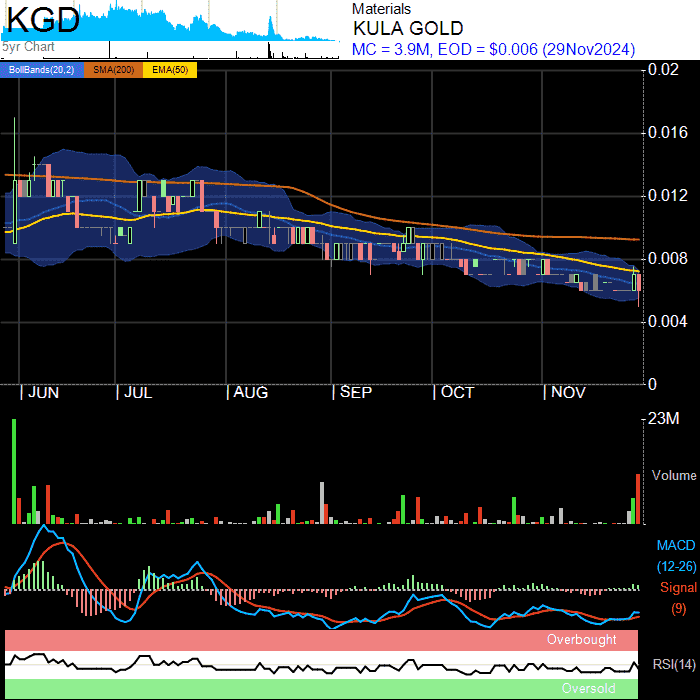 KGD
5yr Chart
Materials
KULA GOLD
MC = 3.9M, EOD = $0.006 (29Nov2024)
BollBands(20,2) SMA(200) EMA(50)
0.02
0.016
0.012
0.008
0.004
0
JUN JUL AUG SEP OCT NOV
23M
Volume
MACD
(12-26)
Signal
(9)
Overbought
RSI(14)
Oversold